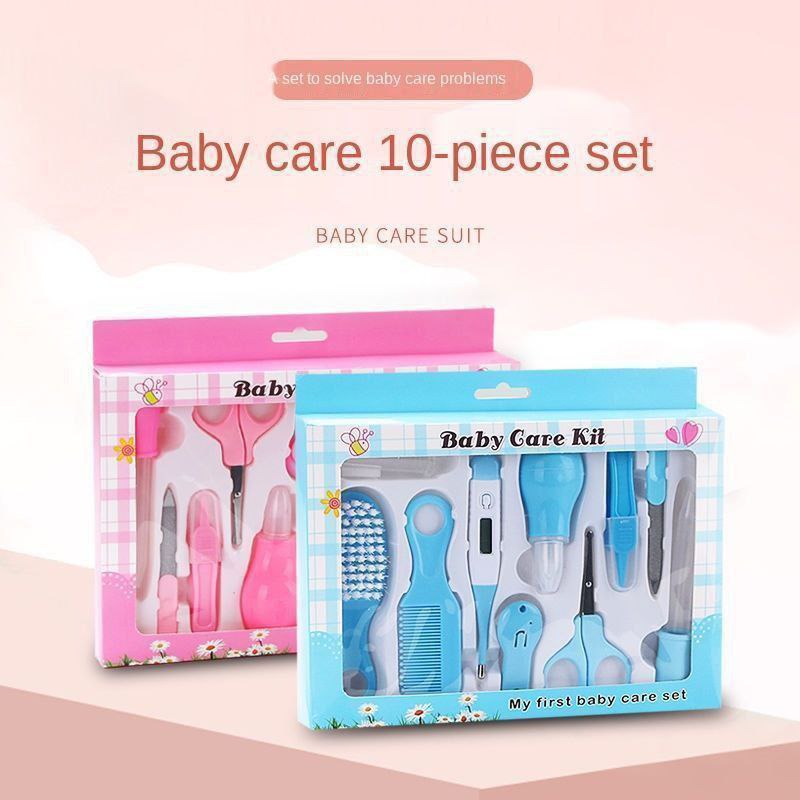 A set to solve baby care problems
Baby care 10-piece set
BABY CARE SUIT
Baby
Baby Care Kit
My first baby care set